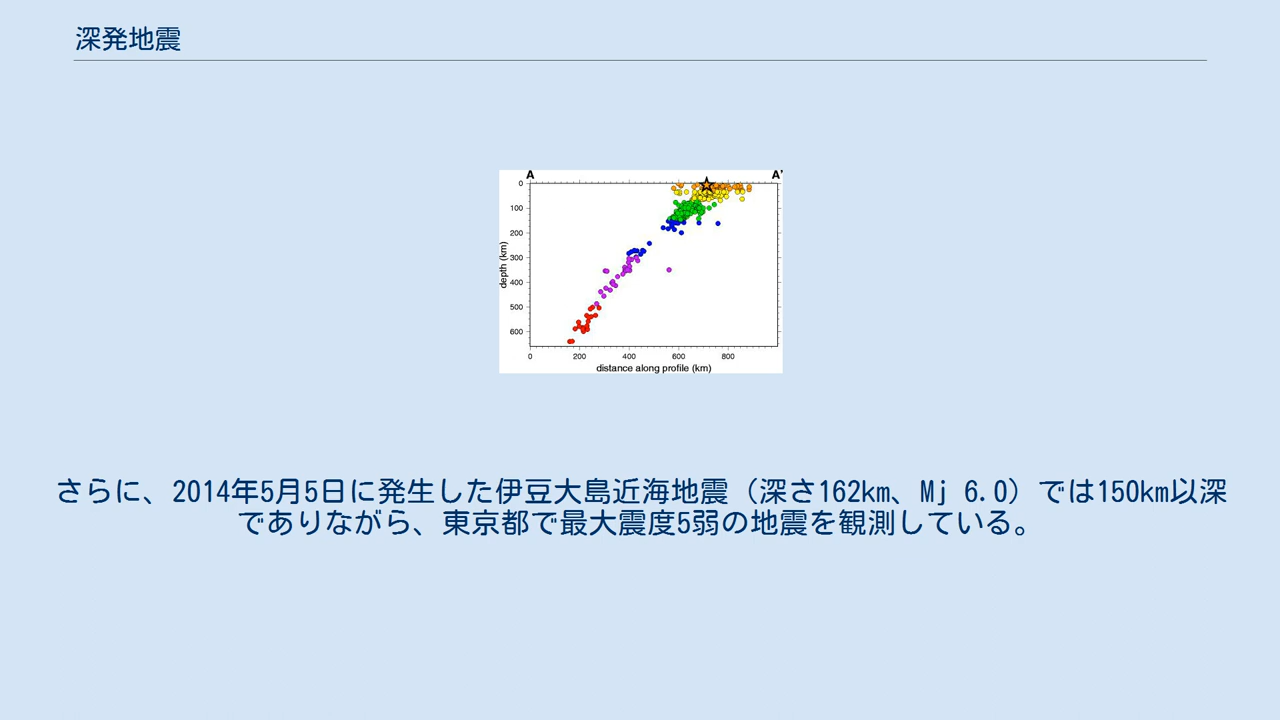 深発地震
A A'
0
100
200
300
400
500
600
depth (km)
0 200 400 600 800
distance along profile (km)
さらに、2014年5月5日に発生した伊豆大島近海地震（深さ162km、Mj 6.0）では150km以深
でありながら、東京都で最大震度5弱の地震を観測している。